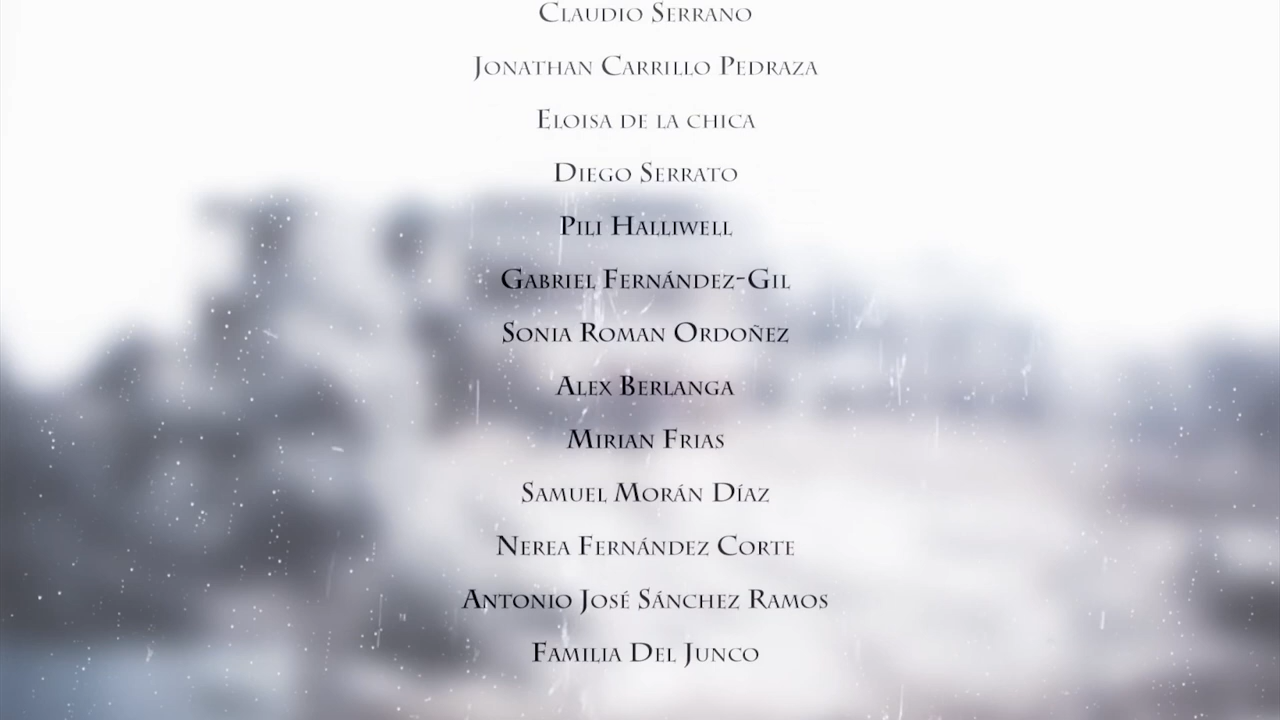 Claudio Serrano
Jonathan Carrillo Pedraza
Eloisa de la chica
Diego Serrato
Pili Halliwell
Gabriel Fernández-Gil
Sonia Roman Ordoñez
Alex Berlanga
Mirian Frias
Samuel Morán Díaz
Nerea Fernández Corte
Antonio José Sánchez Ramos
Familia Del Junco